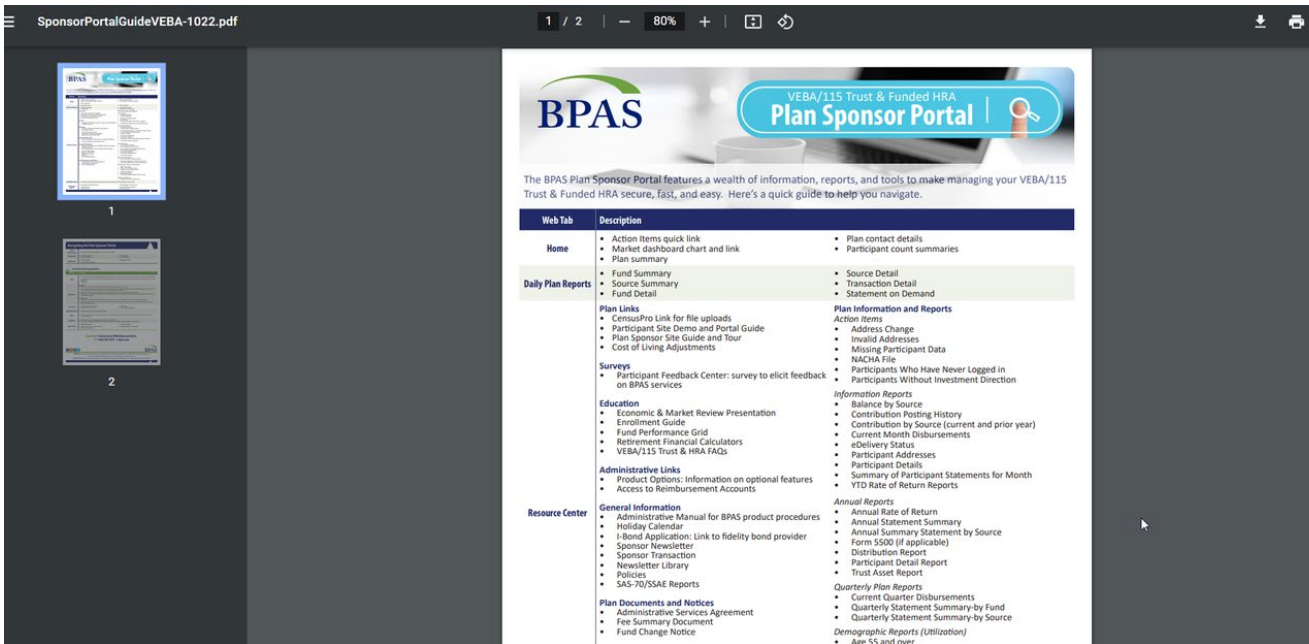 SponsorPortalGuideVEBA-1022.pdf
1 / 2
80%
1
2
BPAS
VEBA/115 Trust & Funded HRA
Plan Sponsor Portal
The BPAS Plan Sponsor Portal features a wealth of information, reports, and tools to make managing your VEBA/115
Trust & Funded HRA secure, fast, and easy. Here's a quick guide to help you navigate.
Web Tab Description
Home
• Action Items quick link
• Market dashboard chart and link
• Plan summary
• Plan contact details
• Participant count summaries
Daily Plan Reports
• Fund Summary
• Source Summary
• Fund Detail
• Source Detail
• Transaction Detail
• Statement on Demand
Resource Center
Plan Links
• CensusPro Link for file uploads
• Participant Site Demo and Portal Guide
• Plan Sponsor Site Guide and Tour
• Cost of Living Adjustments
Surveys
• Participant Feedback Center: survey to elicit feedback
on BPAS services
Education
• Economic & Market Review Presentation
• Enrollment Guide
• Fund Performance Grid
• Retirement Financial Calculators
• VEBA/115 Trust & HRA FAQs
Administrative Links
• Product Options: Information on optional features
• Access to Reimbursement Accounts
General Information
• Administrative Manual for BPAS product procedures
• Holiday Calendar
• I-Bond Application: Link to fidelity bond provider
• Sponsor Newsletter
• Sponsor Transaction
• Newsletter Library
• Policies
• SAS-70/SSAE Reports
Plan Documents and Notices
• Administrative Services Agreement
• Fee Summary Document
• Fund Change Notice
Plan Information and Reports
Action Items
• Address Change
• Invalid Addresses
• Missing Participant Data
• NACHA File
• Participants Who Have Never Logged in
• Participants Without Investment Direction
Information Reports
• Balance by Source
• Contribution Posting History
• Contribution by Source (current and prior year)
• Current Month Disbursements
• eDelivery Status
• Participant Addresses
• Participant Details
• Summary of Participant Statements for Month
• YTD Rate of Return Reports
Annual Reports
• Annual Rate of Return
• Annual Statement Summary
• Annual Summary Statement by Source
• Form 5500 (if applicable)
• Distribution Report
• Participant Detail Report
• Trust Asset Report
Quarterly Plan Reports
• Current Quarter Disbursements
• Quarterly Statement Summary-by Fund
• Quarterly Statement Summary-by Source
Demographic Reports (Utilization)
• Age 55 and over